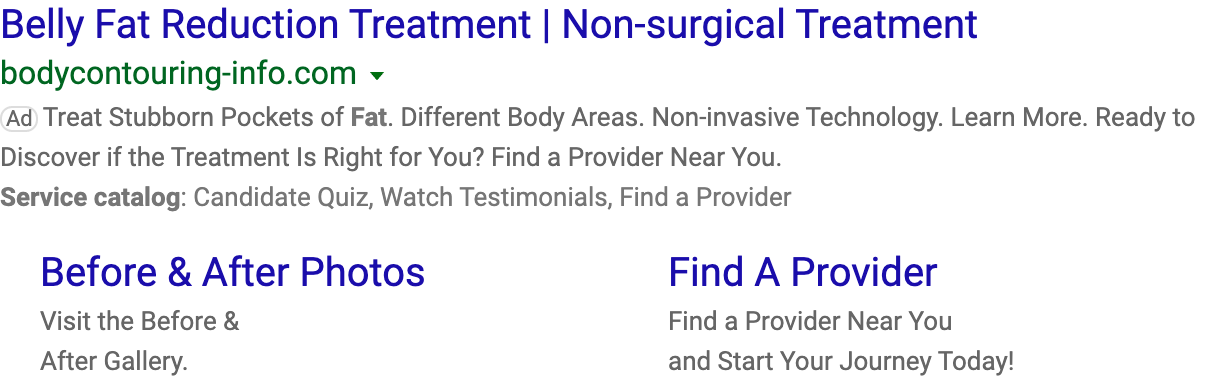 Belly Fat Reduction Treatment | Non-surgical Treatment
bodycontouring-info.com
Ad Treat Stubborn Pockets of Fat. Different Body Areas. Non-invasive Technology. Learn More. Ready to
Discover if the Treatment Is Right for You? Find a Provider Near You.
Service catalog: Candidate Quiz, Watch Testimonials, Find a Provider
Before & After Photos
Visit the Before &
After Gallery.
Find A Provider
Find a Provider Near You
and Start Your Journey Today!